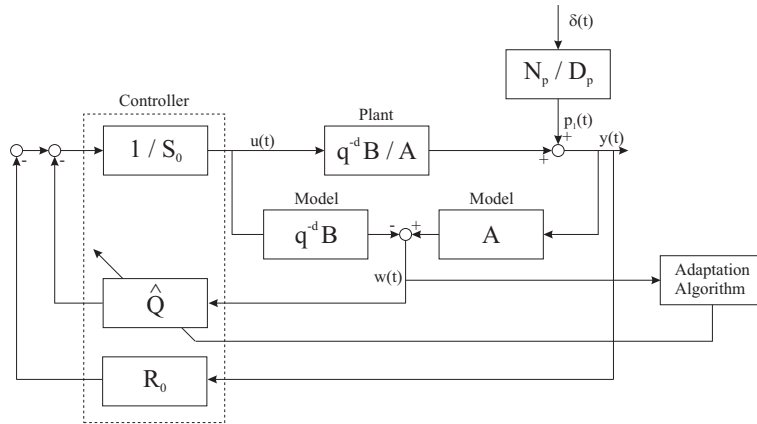 δ(t)
N_p / D_p
Controller
Plant
p_1(t)
+
y(t)
1 / S_0
u(t)
q^-d B / A
+
-
-
Model
Model
q^-d B
-
+
A
w(t)
Adaptation
Algorithm
Q̂
R_0